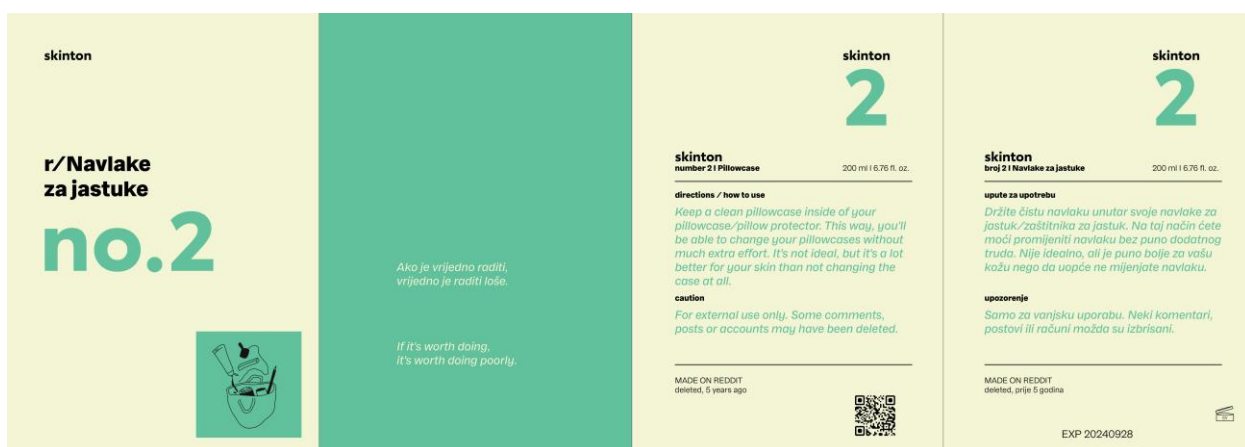 skinton
r/Navlake
za jastuke
no.2
Ako je vrijedno raditi,
vrijedno je raditi loše.
If it's worth doing,
it's worth doing poorly.
skinton
2
skinton
number 2 I Pillowcase
200 ml I 6.76 fl. oz.
directions / how to use
Keep a clean pillowcase inside of your
pillowcase/pillow protector. This way, you'll
be able to change your pillowcases without
much extra effort. It's not ideal, but it's a lot
better for your skin than not changing the
case at all.
caution
For external use only. Some comments,
posts or accounts may have been deleted.
MADE ON REDDIT
deleted, 5 years ago
skinton
2
skinton
broj 2 I Navlake za jastuke
200 ml I 6.76 fl. oz.
upute za upotrebu
Držite čistu navlaku unutar svoje navlake za
jastuk/zaštitnika za jastuk. Na taj način ćete
moći promijeniti navlaku bez puno dodatnog
truda. Nije idealno, ali je puno bolje za vašu
kožu nego da uopće ne mijenjate navlaku.
upozorenje
Samo za vanjsku uporabu. Neki komentari,
postovi ili računi možda su izbrisani.
MADE ON REDDIT
deleted, prije 5 godina
EXP 20240928